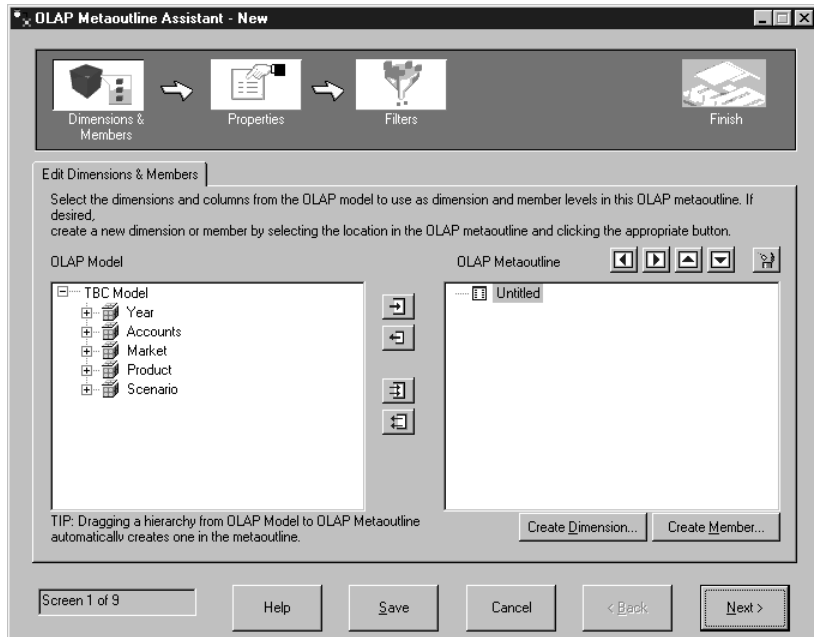 OLAP Metaoutline Assistant - New
Dimensions &
Members
Properties
Filters
Finish
Edit Dimensions & Members
Select the dimensions and columns from the OLAP model to use as dimension and member levels in this OLAP metaoutline. If
desired,
create a new dimension or member by selecting the location in the OLAP metaoutline and clicking the appropriate button.
OLAP Model
OLAP Metaoutline
TBC Model
Year
Accounts
Market
Product
Scenario
Untitled
TIP: Dragging a hierarchy from OLAP Model to OLAP Metaoutline
automatically creates one in the metaoutline.
Create Dimension...
Create Member...
Screen 1 of 9
Help
Save
Cancel
< Back
Next >